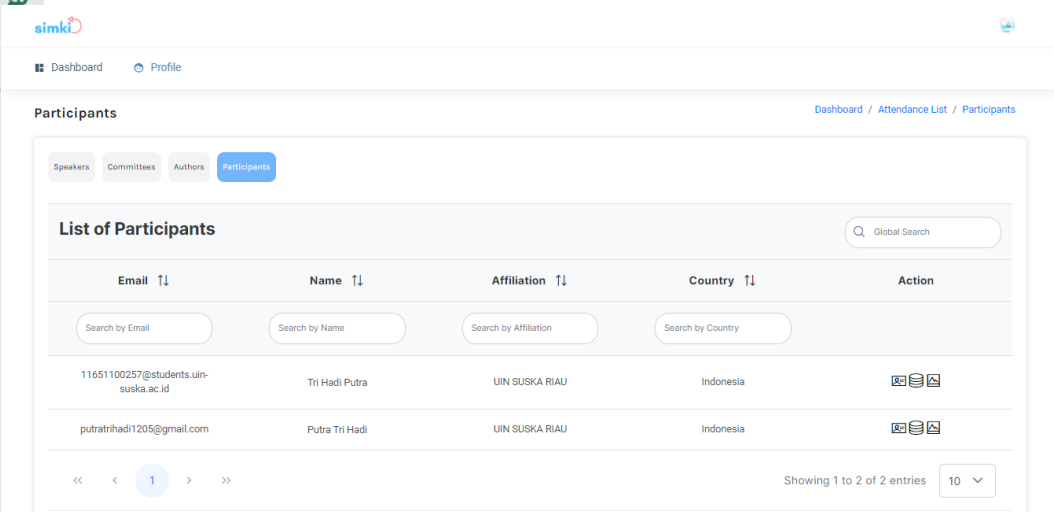 simki
Dashboard Profile
Participants
Dashboard / Attendance List / Participants
Speakers Committees Authors Participants
List of Participants
Global Search
Email Name Affiliation Country Action
Search by Email Search by Name Search by Affiliation Search by Country
11651100257@students.uin-
suska.ac.id
Tri Hadi Putra UIN SUSKA RIAU Indonesia
putratrihadi1205@gmail.com Putra Tri Hadi UIN SUSKA RIAU Indonesia
« ‹ 1 › »
Showing 1 to 2 of 2 entries 10